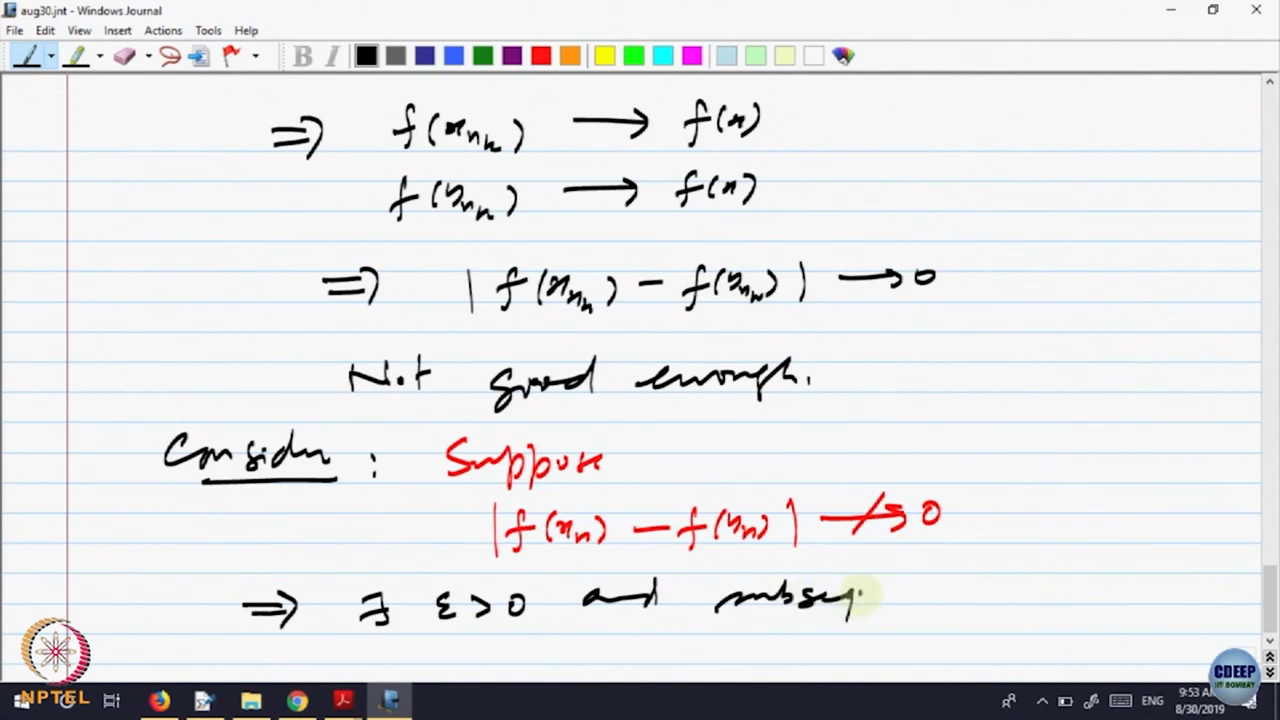 aug30.jnt - Windows Journal
File Edit View Insert Actions Tools Help
B I
⇒ f(x_{n_k}) → f(x)
f(y_{n_k}) → f(x)
⇒ |f(x_{n_k}) - f(y_{n_k})| → 0
Not good enough.
Consider : Suppose
|f(x_n) - f(y_n)| ↛ 0
⇒ ∃ ε > 0 and subseq.
NPTEL
CDEEP
IIT BOMBAY
ENG
9:53 AM
8/30/2019